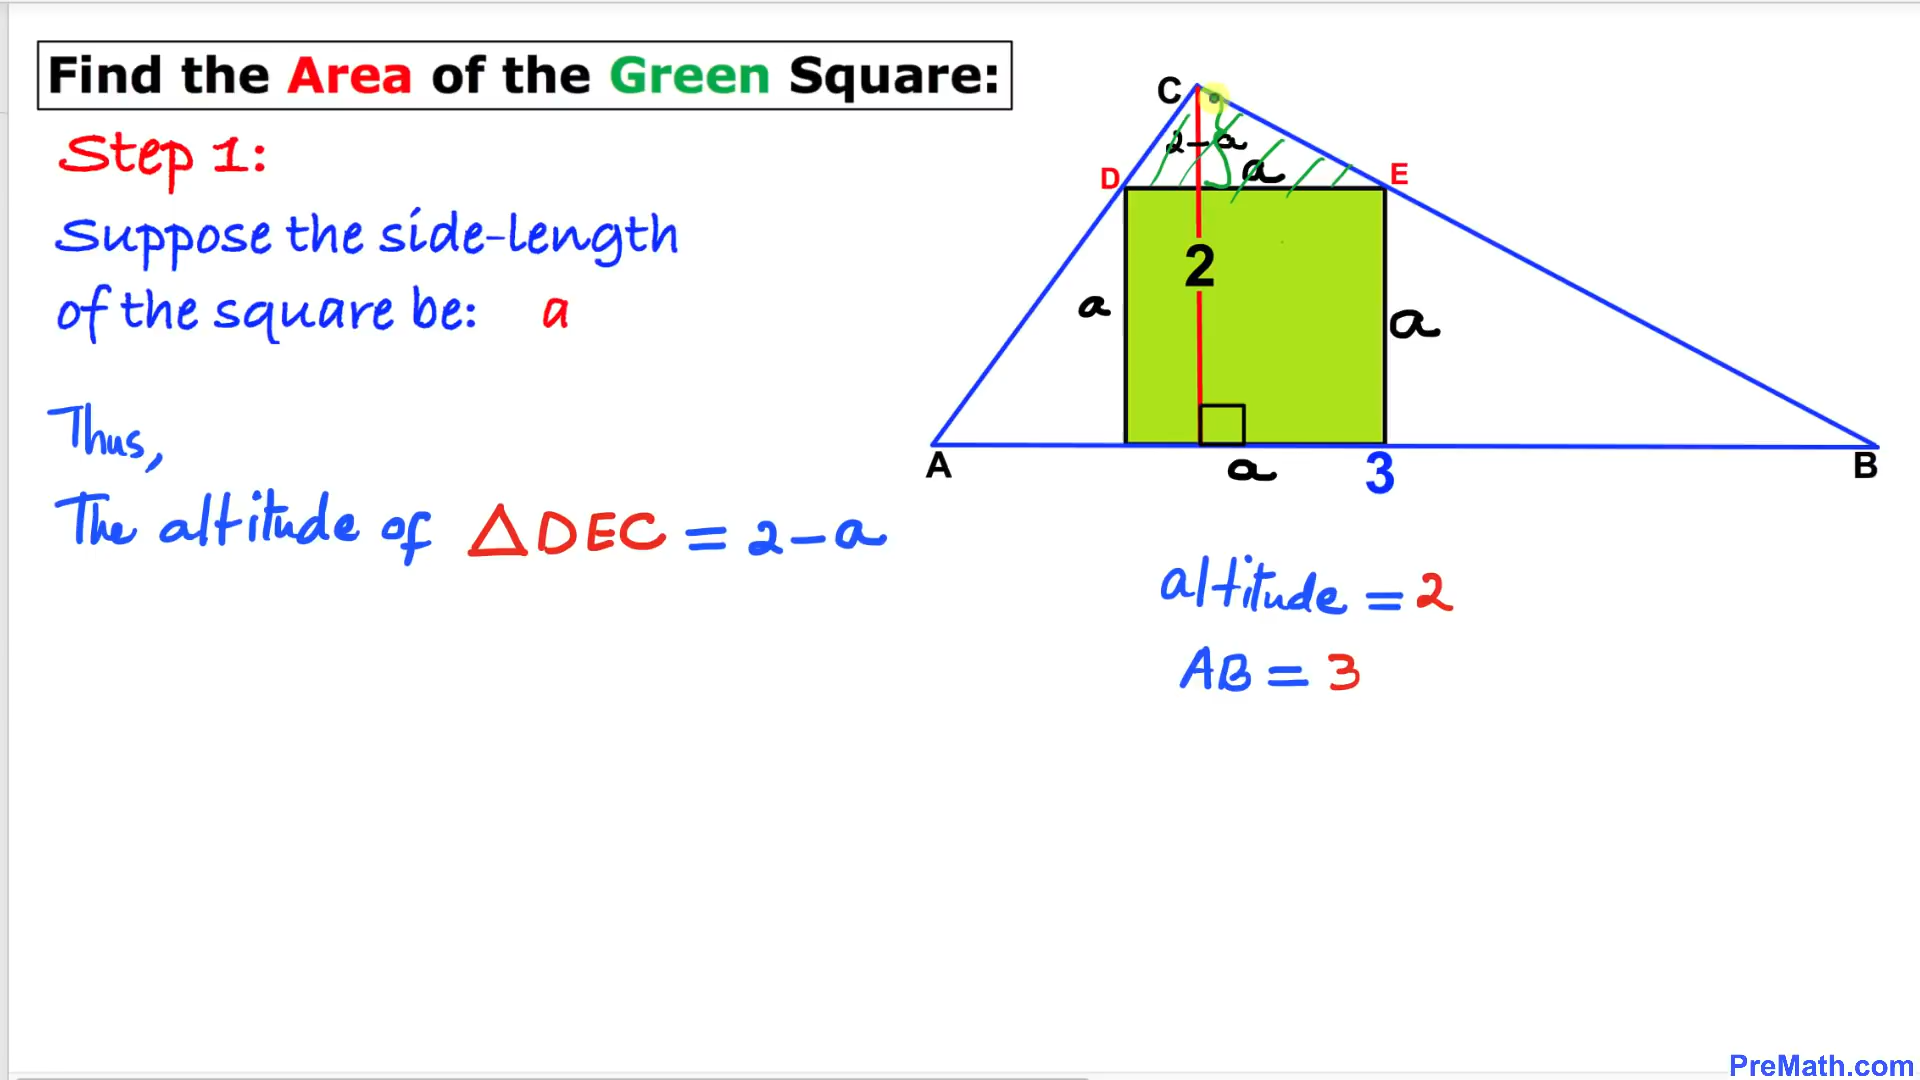 Find the Area of the Green Square:
Step 1:
Suppose the side-length
of the square be: a
Thus,
The altitude of △DEC = 2-a
C
2-a
a
D
E
2
a
a
A
a
3
B
altitude = 2
AB = 3
PreMath.com